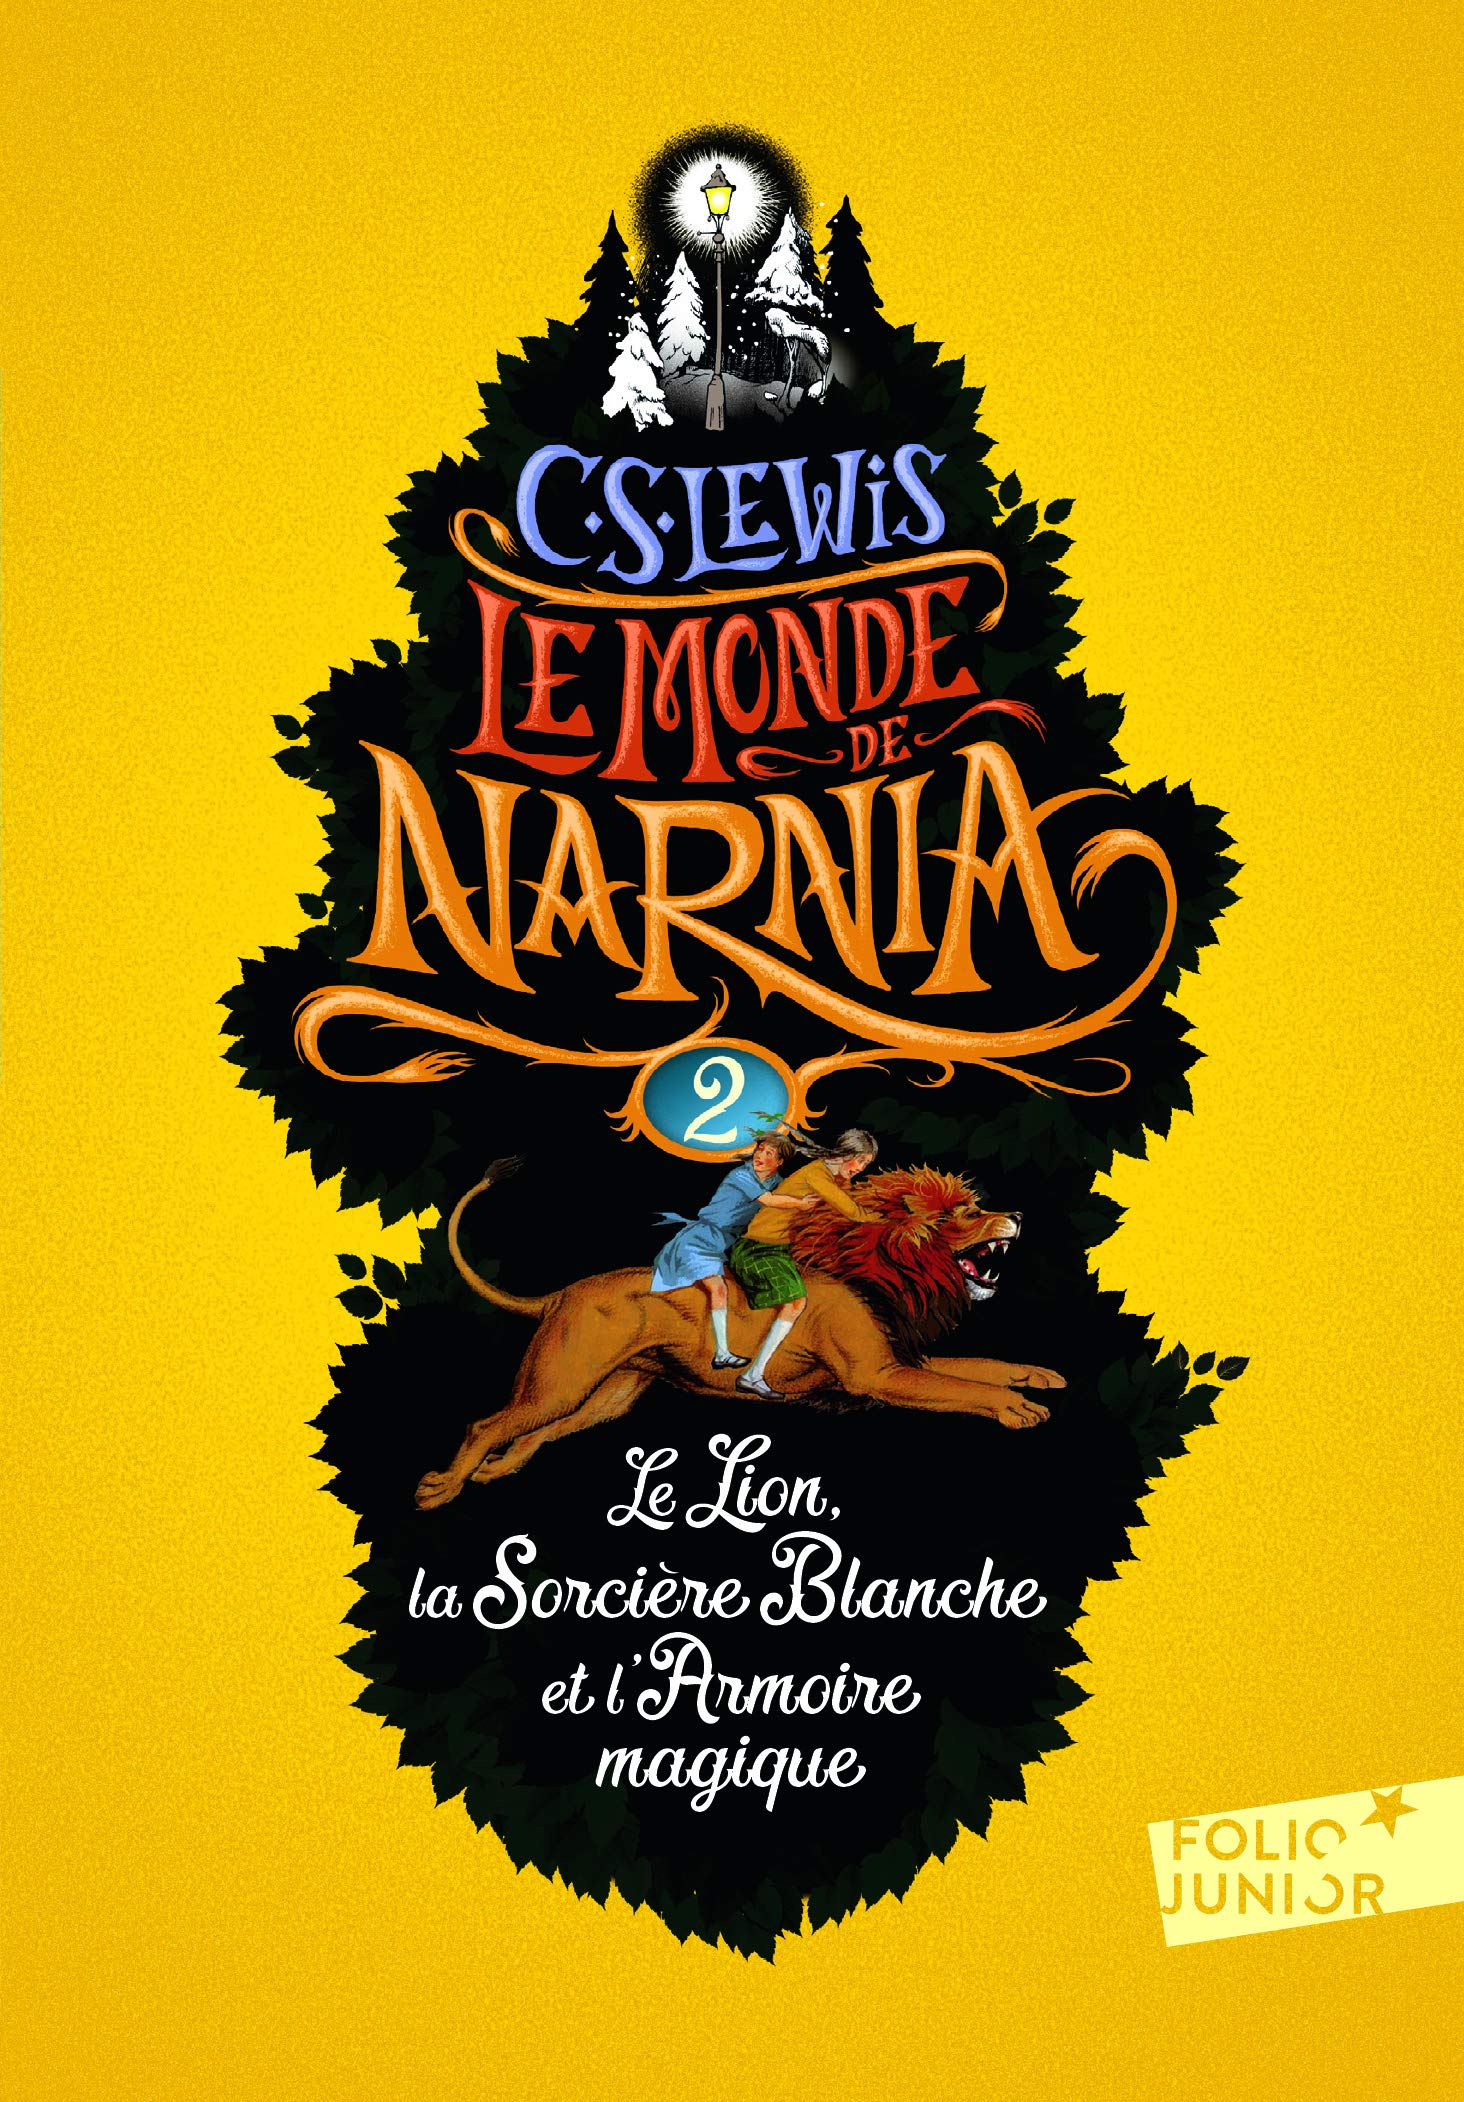 C·S·LEWIS
LE MONDE
DE
NARNIA
2
Le Lion,
la Sorcière Blanche
et l'Armoire
magique
FOLIO
JUNIOR